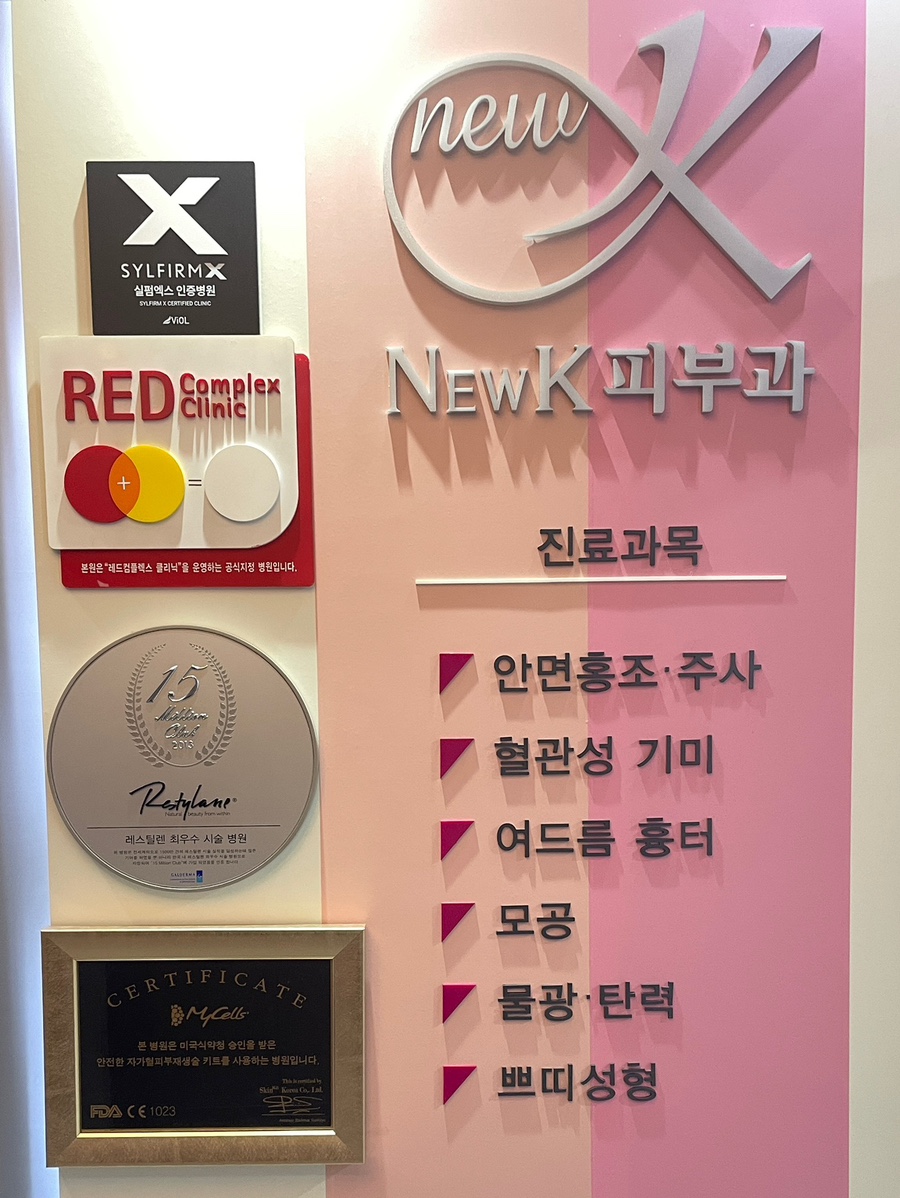 new K
NEWK 피부과
진료과목
안면홍조·주사
혈관성 기미
여드름 흉터
모공
물광·탄력
쁘띠성형
X
SYLFIRM X
실펌엑스 인증병원
SYLFIRM X CERTIFIED CLINIC
ViOL
RED Complex
Clinic
+ =
본원은 "레드컴플렉스 클리닉"을 운영하는 공식지정 병원입니다.
15
Million
Club
2013
Restylane®
Natural beauty from within
레스틸렌 최우수 시술 병원
GALDERMA
CERTIFICATE
MyCells
본 병원은 미국식약청 승인을 받은
안전한 자가혈피부재생술 키트를 사용하는 병원입니다.
This is certified by
Korea Co., Ltd.
FDA CE 1023